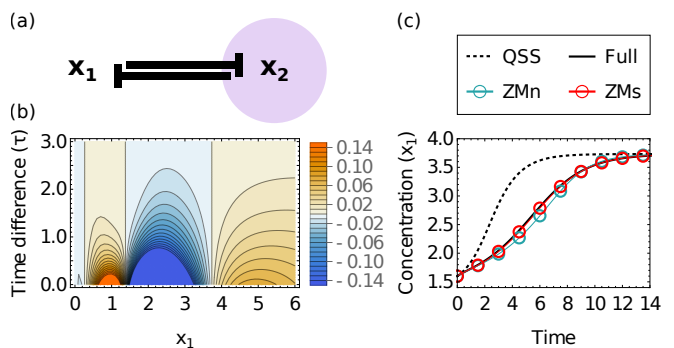 (a)
x1
x2
(b)
Time difference (τ)
3.0
2.0
1.0
0.0
0 1 2 3 4 5 6
x1
0.14
0.10
0.06
0.02
- 0.02
- 0.06
- 0.10
- 0.14
(c)
QSS Full
ZMn ZMs
Concentration (x1)
4.0
3.5
3.0
2.5
2.0
1.5
0 2 4 6 8 10 12 14
Time